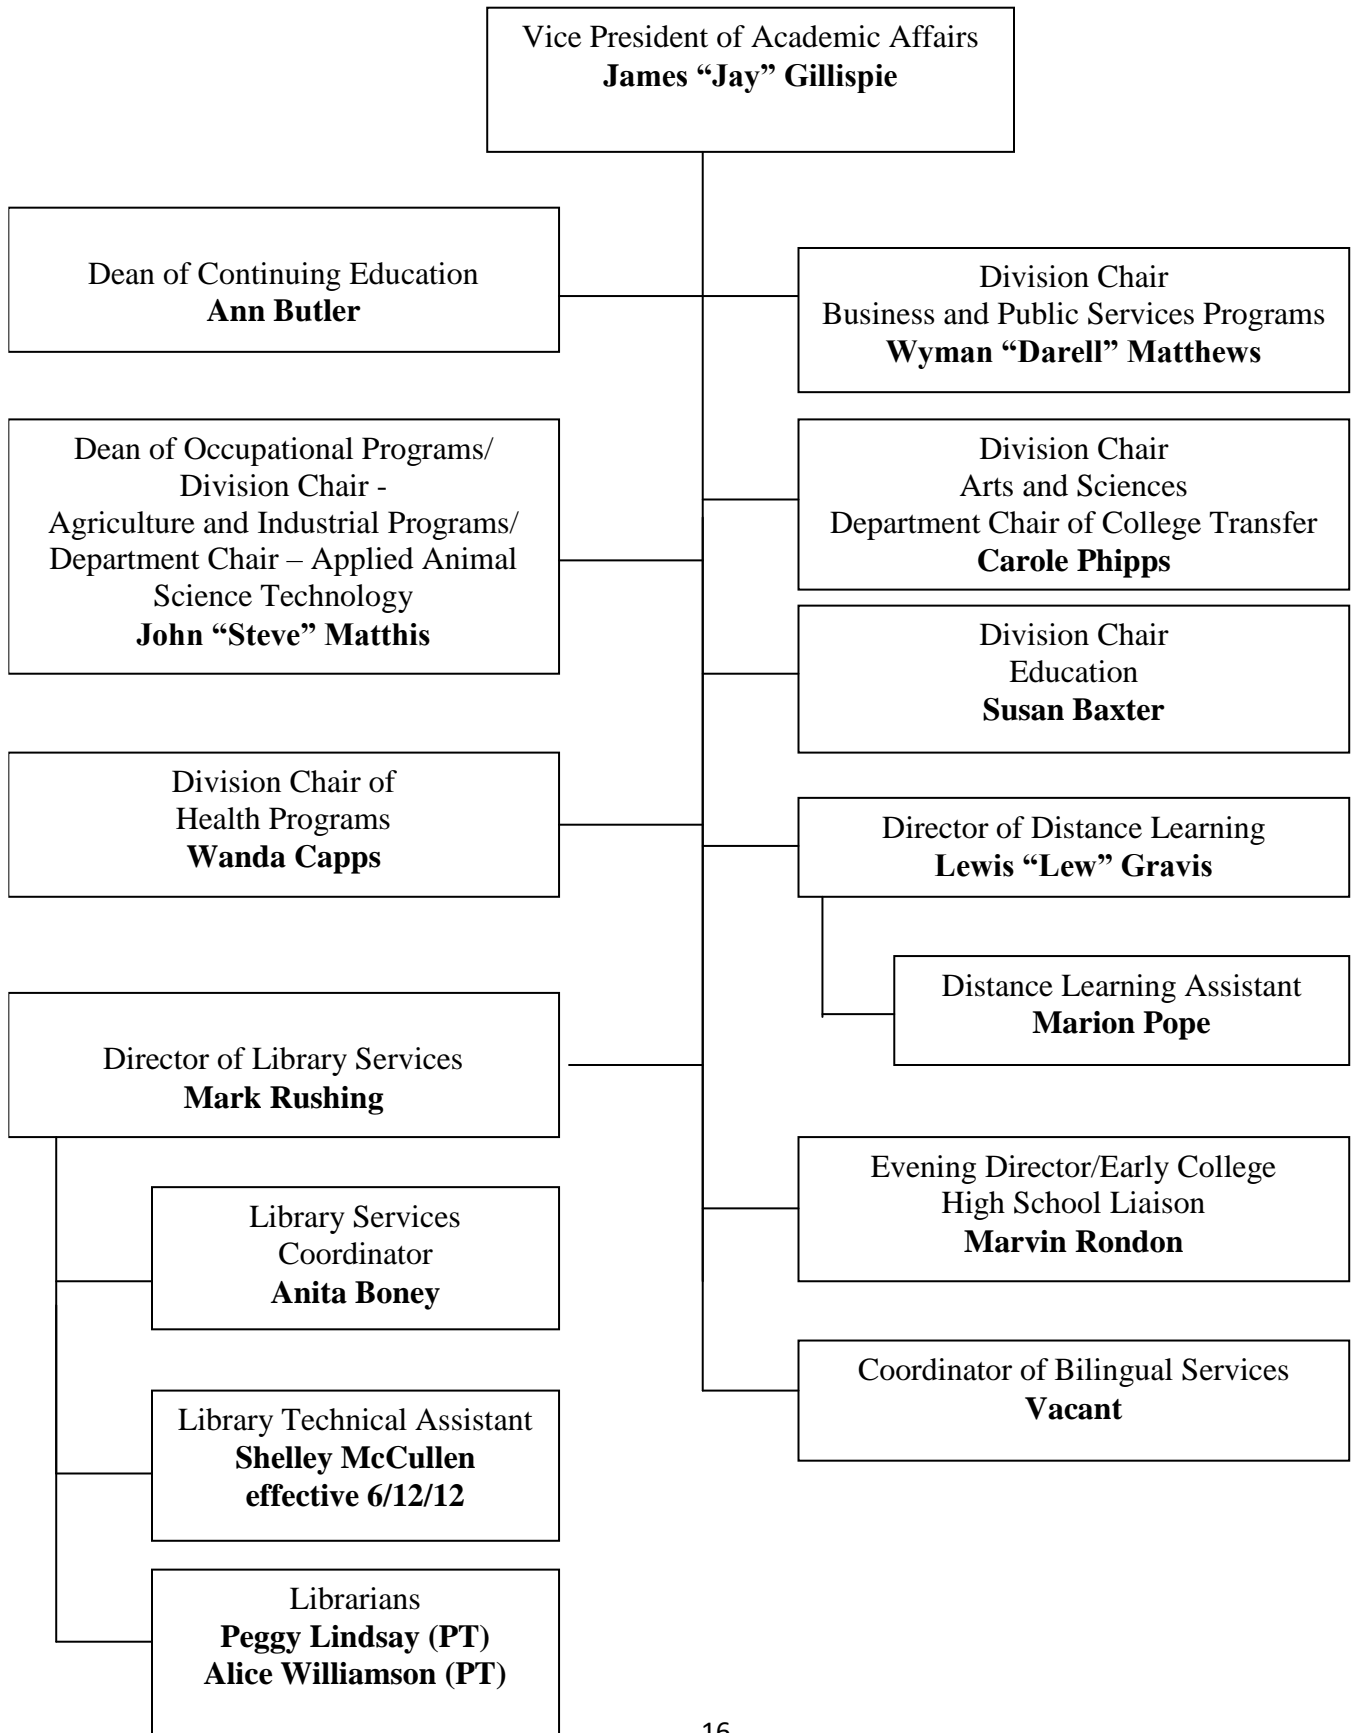 Vice President of Academic Affairs
James “Jay” Gillispie
Dean of Continuing Education
Ann Butler
Division Chair
Business and Public Services Programs
Wyman “Darell” Matthews
Dean of Occupational Programs/
Division Chair -
Agriculture and Industrial Programs/
Department Chair – Applied Animal
Science Technology
John “Steve” Matthis
Division Chair
Arts and Sciences
Department Chair of College Transfer
Carole Phipps
Division Chair
Education
Susan Baxter
Division Chair of
Health Programs
Wanda Capps
Director of Distance Learning
Lewis “Lew” Gravis
Distance Learning Assistant
Marion Pope
Director of Library Services
Mark Rushing
Evening Director/Early College
High School Liaison
Marvin Rondon
Library Services
Coordinator
Anita Boney
Coordinator of Bilingual Services
Vacant
Library Technical Assistant
Shelley McCullen
effective 6/12/12
Librarians
Peggy Lindsay (PT)
Alice Williamson (PT)
16